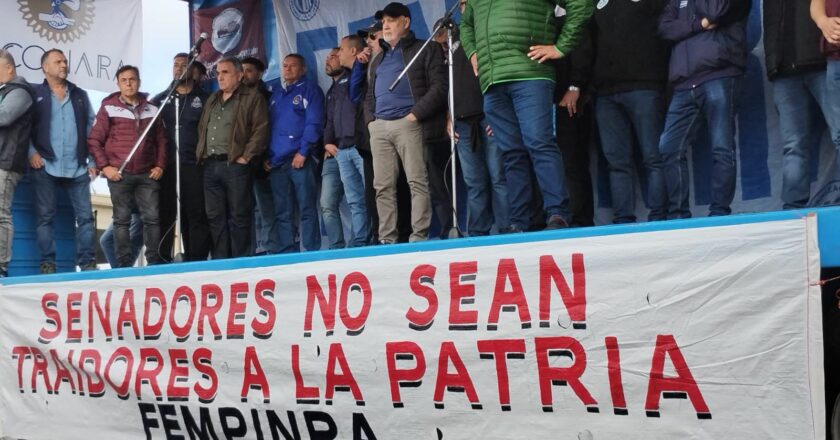 CONARA
SENADORES NO SEAN
TRAIDORES A LA PATRIA
FEMPINRA